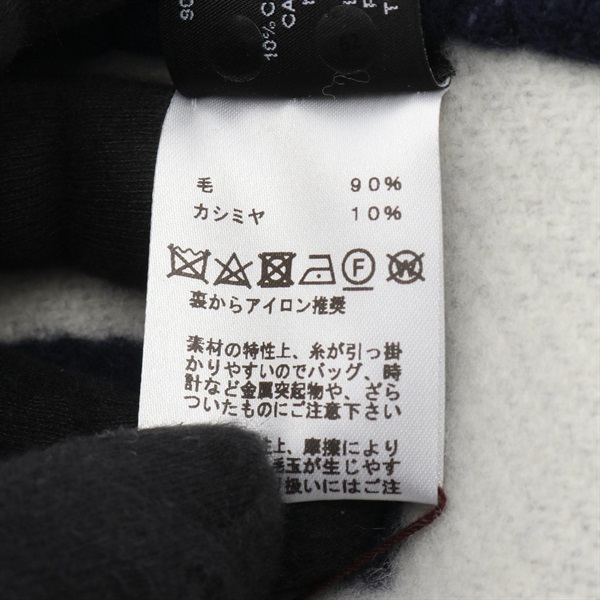 90
10% C
CA
T
毛 90%
カシミヤ 10%
F W
裏からアイロン推奨
素材の特性上、糸が引っ掛
かりやすいのでバッグ、時
計など金属突起物や、ざら
ついたものにご注意下さい
性上、摩擦により
毛玉が生じやす
扱いにはご注